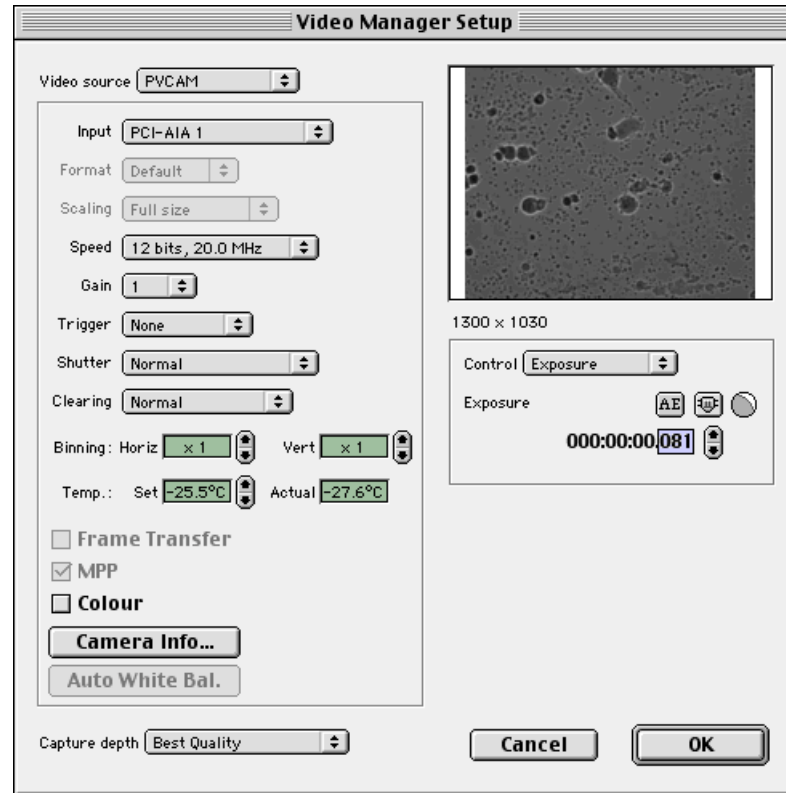 Video Manager Setup
Video source PVCAM
Input PCI-AIA 1
Format Default
Scaling Full size
Speed 12 bits, 20.0 MHz
Gain 1
Trigger None
Shutter Normal
Clearing Normal
Binning: Horiz x 1 Vert x 1
Temp.: Set -25.5°C Actual -27.6°C
Frame Transfer
MPP
Colour
Camera Info...
Auto White Bal.
Capture depth Best Quality
1300 x 1030
Control Exposure
Exposure AE
000:00:00.081
Cancel OK